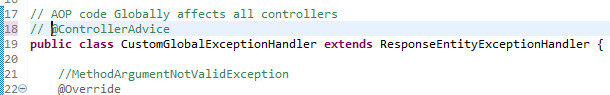 17 // AOP code Globally affects all controllers
18 // @ControllerAdvice
19 public class CustomGlobalExceptionHandler extends ResponseEntityExceptionHandler {
20
21 //MethodArgumentNotValidException
22 @Override